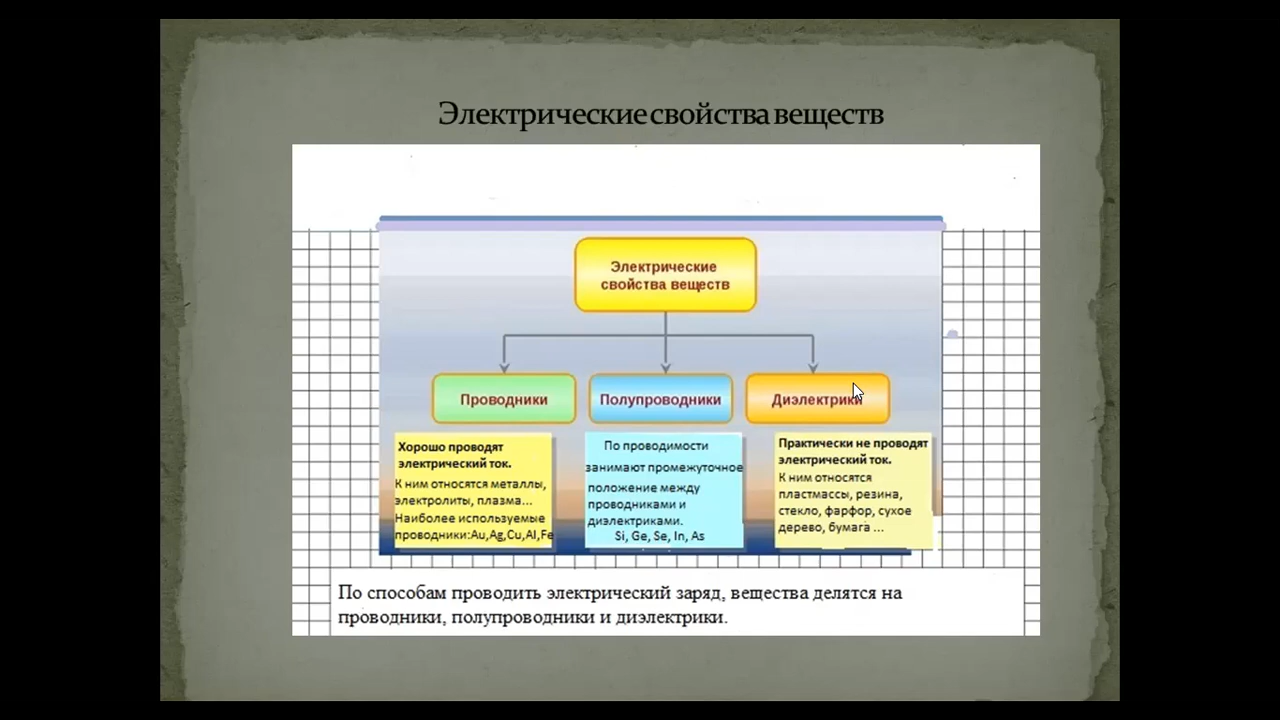 Электрические свойства веществ
Электрические
свойства веществ
Проводники
Полупроводники
Диэлектрики
Хорошо проводят
электрический ток.
К ним относятся металлы,
электролиты, плазма...
Наиболее используемые
проводники:Au,Ag,Cu,Al,Fe
По проводимости
занимают промежуточное
положение между
проводниками и
диэлектриками.
Si, Ge, Se, In, As
Практически не проводят
электрический ток.
К ним относятся
пластмассы, резина,
стекло, фарфор, сухое
дерево, бумага ...
По способам проводить электрический заряд, вещества делятся на
проводники, полупроводники и диэлектрики.